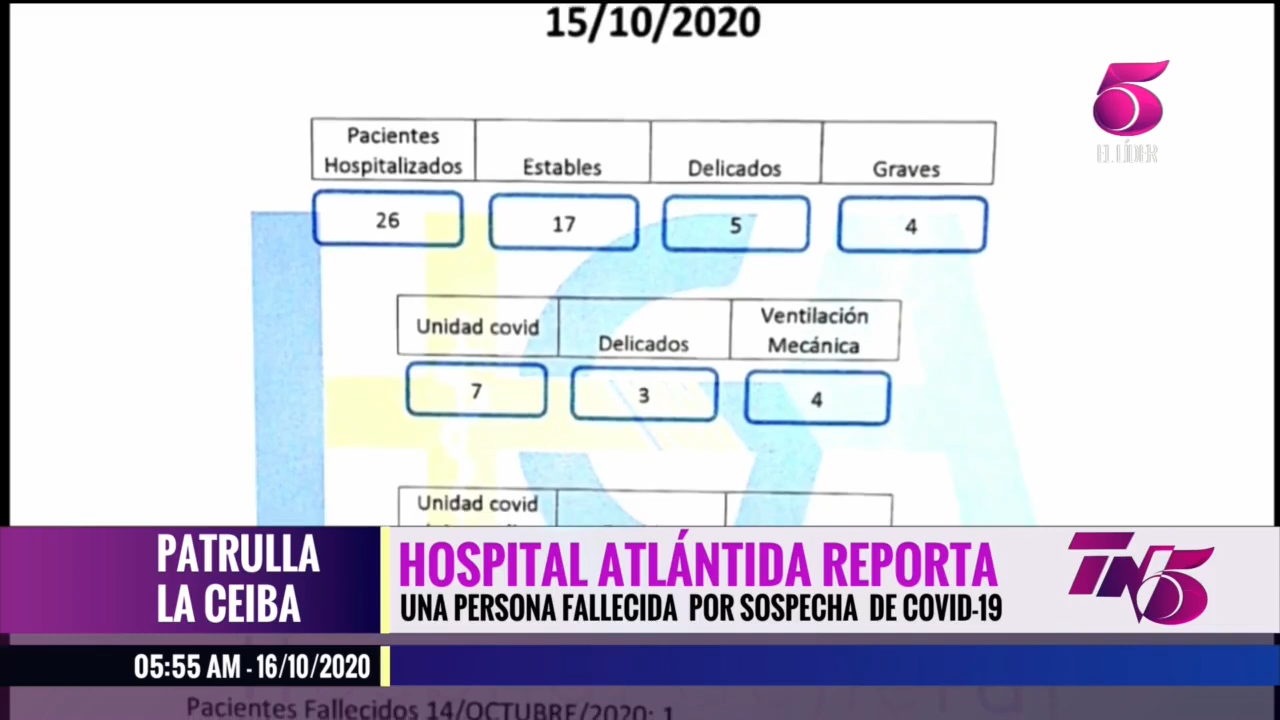 15/10/2020
5
EL LÍDER
Pacientes
Hospitalizados
Estables
Delicados
Graves
26
17
5
4
Unidad covid
Delicados
Ventilación
Mecánica
7
3
4
Unidad covid
PATRULLA
LA CEIBA
HOSPITAL ATLÁNTIDA REPORTA
UNA PERSONA FALLECIDA POR SOSPECHA DE COVID-19
TN5
05:55 AM - 16/10/2020
Pacientes Fallecidos 14/OCTUBRE/2020: 1